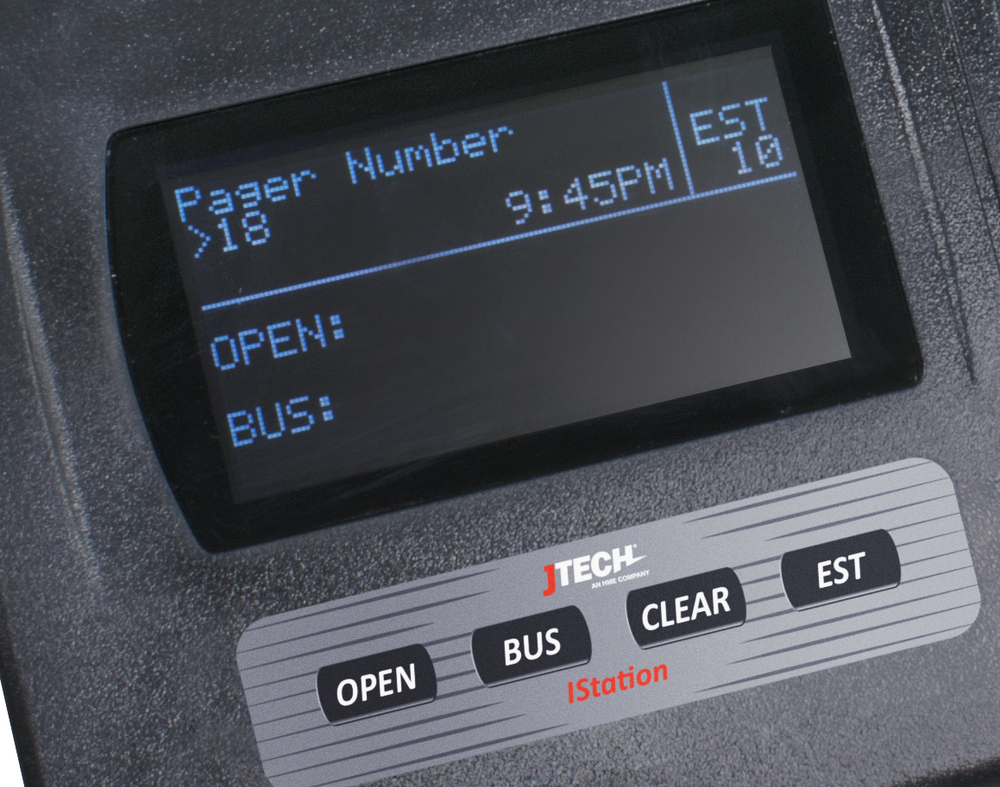 Pager Number
EST
>18
9:45PM
10
OPEN:
BUS:
JTECH®
AN HME COMPANY
OPEN
BUS
CLEAR
EST
IStation